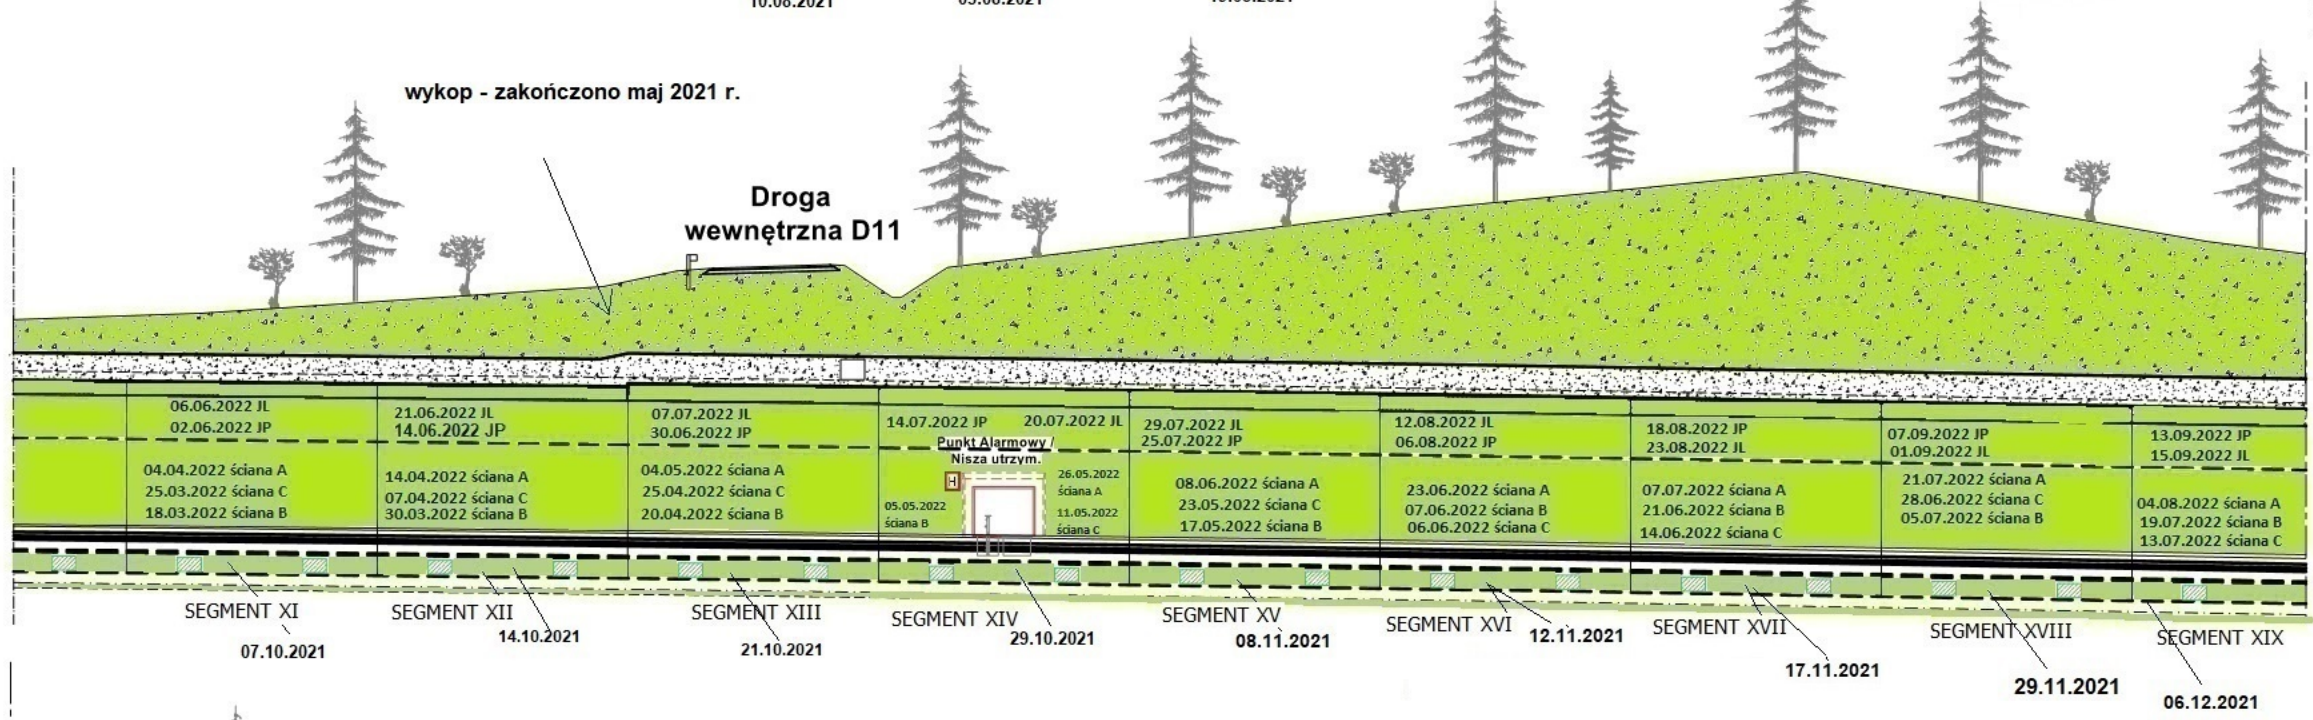 10.08.2021
wykop - zakończono maj 2021 r.
Droga
wewnętrzna D11
06.06.2022 JL
02.06.2022 JP
04.04.2022 ściana A
25.03.2022 ściana C
18.03.2022 ściana B
21.06.2022 JL
14.06.2022 JP
14.04.2022 ściana A
07.04.2022 ściana C
30.03.2022 ściana B
07.07.2022 JL
30.06.2022 JP
04.05.2022 ściana A
25.04.2022 ściana C
20.04.2022 ściana B
14.07.2022 JP
20.07.2022 JL
Punkt Alarmowy /
Nisza utrzym.
H
05.05.2022
ściana B
26.05.2022
ściana A
11.05.2022
ściana C
29.07.2022 JL
25.07.2022 JP
08.06.2022 ściana A
23.05.2022 ściana C
17.05.2022 ściana B
12.08.2022 JL
06.08.2022 JP
23.06.2022 ściana A
07.06.2022 ściana B
06.06.2022 ściana C
18.08.2022 JP
23.08.2022 JL
07.07.2022 ściana A
21.06.2022 ściana B
14.06.2022 ściana C
07.09.2022 JP
01.09.2022 JL
21.07.2022 ściana A
28.06.2022 ściana C
05.07.2022 ściana B
13.09.2022 JP
15.09.2022 JL
04.08.2022 ściana A
19.07.2022 ściana B
13.07.2022 ściana C
SEGMENT XI
07.10.2021
SEGMENT XII
14.10.2021
SEGMENT XIII
21.10.2021
SEGMENT XIV
29.10.2021
SEGMENT XV
08.11.2021
SEGMENT XVI
12.11.2021
SEGMENT XVII
17.11.2021
SEGMENT XVIII
29.11.2021
SEGMENT XIX
06.12.2021